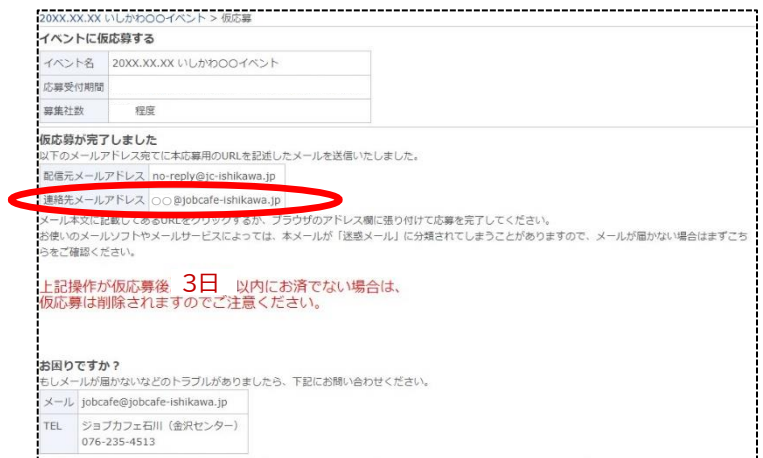 20XX.XX.XX いしかわ○○イベント > 仮応募
イベントに仮応募する
イベント名 20XX.XX.XX いしかわ○○イベント
応募受付期間
募集社数 程度
仮応募が完了しました
以下のメールアドレス宛てに本応募用のURLを記述したメールを送信いたしました。
配信元メールアドレス no-reply@jc-ishikawa.jp
連絡先メールアドレス ○○@jobcafe-ishikawa.jp
メール本文に記載してあるURLをクリックするか、ブラウザのアドレス欄に張り付けて応募を完了してください。
お使いのメールソフトやメールサービスによっては、本メールが「迷惑メール」に分類されてしまうことがありますので、メールが届かない場合はまずこち
らをご確認ください。
上記操作が仮応募後 3日 以内にお済でない場合は、
仮応募は削除されますのでご注意ください。
お困りですか？
もしメールが届かないなどのトラブルがありましたら、下記にお問い合わせください。
メール jobcafe@jobcafe-ishikawa.jp
TEL ジョブカフェ石川（金沢センター）
076-235-4513